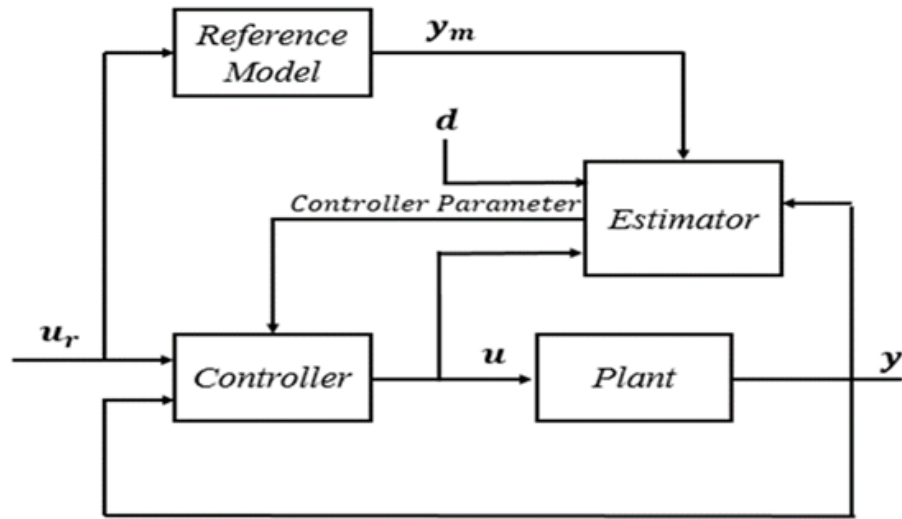 Reference
Model
y_m
d
Controller Parameter
Estimator
u_r
Controller
u
Plant
y